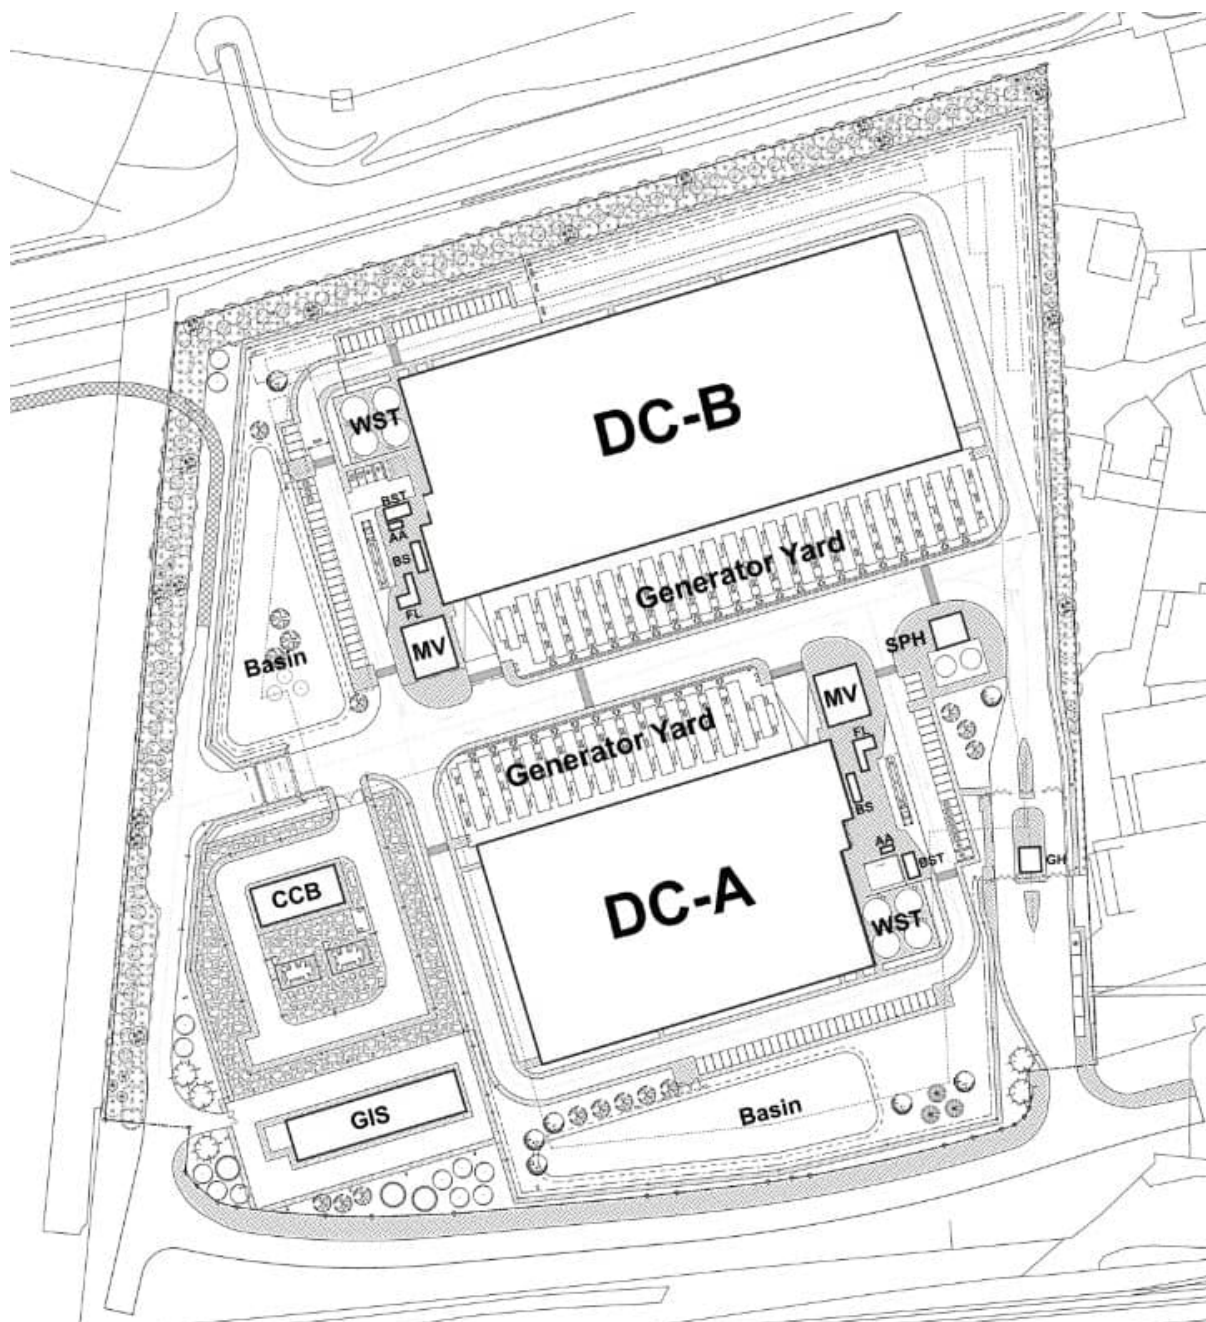 DC-B
WST
BST
AA
BS
FL
MV
Generator Yard
Basin
SPH
MV
Generator Yard
FL
BS
AA
BST
GH
WST
DC-A
CCB
GIS
Basin